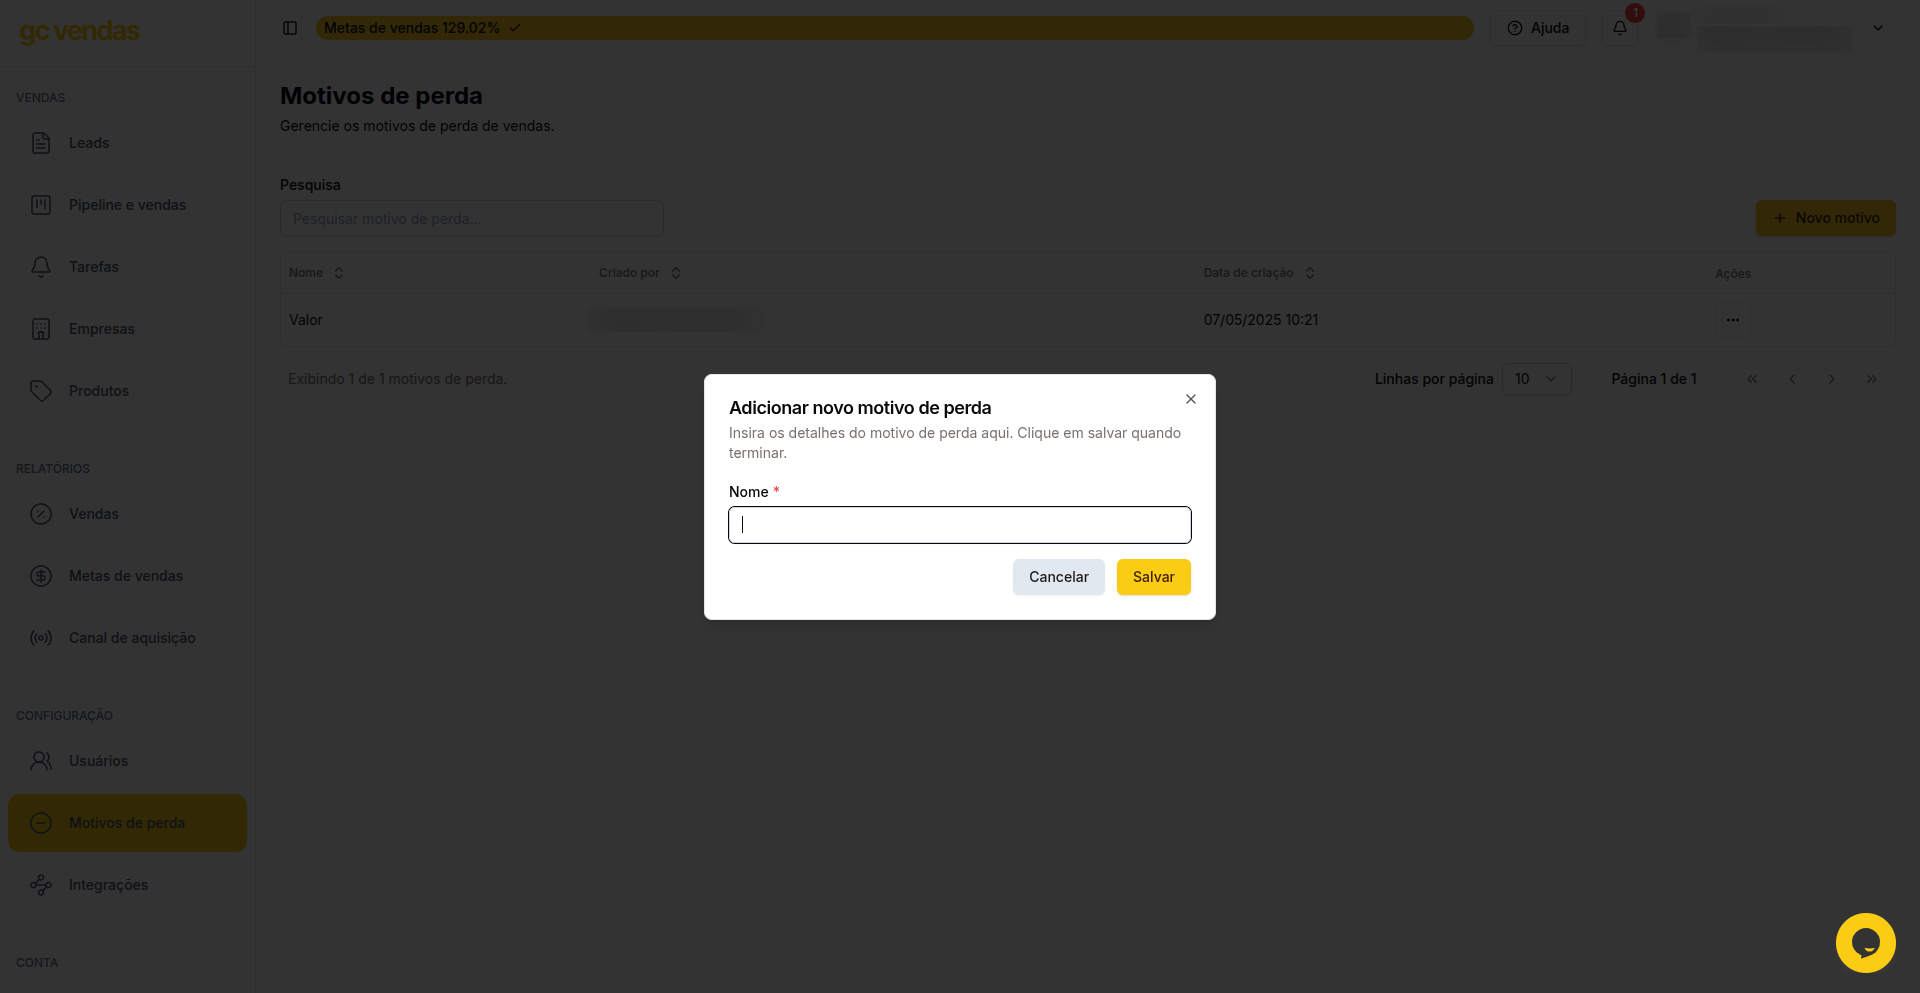 gc vendas
Metas de vendas 129.02%
Ajuda
1
VENDAS
Leads
Pipeline e vendas
Tarefas
Empresas
Produtos
RELATÓRIOS
Vendas
Metas de vendas
Canal de aquisição
CONFIGURAÇÃO
Usuários
Motivos de perda
Integrações
CONTA
Motivos de perda
Gerencie os motivos de perda de vendas.
Pesquisa
Pesquisar motivo de perda...
+ Novo motivo
Nome Criado por Data de criação Ações
Valor 07/05/2025 10:21
Exibindo 1 de 1 motivos de perda.
Linhas por página 10 Página 1 de 1
Adicionar novo motivo de perda
Insira os detalhes do motivo de perda aqui. Clique em salvar quando
terminar.
Nome *
Cancelar Salvar